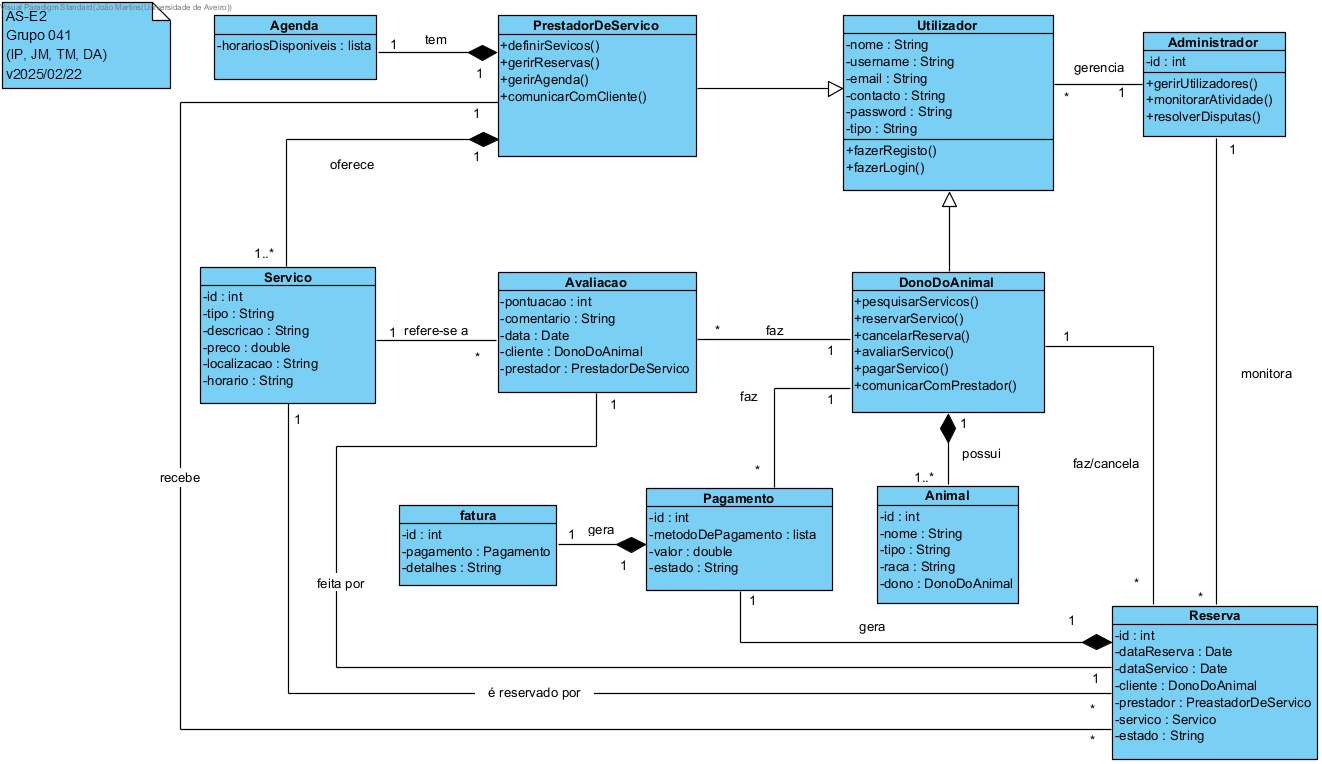 Visual Paradigm Standard(João Martins(Universidade de Aveiro))
AS-E2
Grupo 041
(IP, JM, TM, DA)
v2025/02/22
Agenda
-horariosDisponiveis : lista
1
tem
1
PrestadorDeServico
+definirSevicos()
+gerirReservas()
+gerirAgenda()
+comunicarComCliente()
1
1
oferece
1..*
Utilizador
-nome : String
-username : String
-email : String
-contacto : String
-password : String
-tipo : String
+fazerRegisto()
+fazerLogin()
gerencia
*
1
Administrador
-id : int
+gerirUtilizadores()
+monitorarAtividade()
+resolverDisputas()
1
monitora
*
Servico
-id : int
-tipo : String
-descricao : String
-preco : double
-localizacao : String
-horario : String
1
refere-se a
*
1
Avaliacao
-pontuacao : int
-comentario : String
-data : Date
-cliente : DonoDoAnimal
-prestador : PrestadorDeServico
*
faz
1
1
DonoDoAnimal
+pesquisarServicos()
+reservarServico()
+cancelarReserva()
+avaliarServico()
+pagarServico()
+comunicarComPrestador()
1
faz/cancela
*
faz
1
*
1
possui
1..*
recebe
feita por
fatura
-id : int
-pagamento : Pagamento
-detalhes : String
1
gera
1
Pagamento
-id : int
-metodoDePagamento : lista
-valor : double
-estado : String
1
gera
1
Animal
-id : int
-nome : String
-tipo : String
-raca : String
-dono : DonoDoAnimal
Reserva
-id : int
-dataReserva : Date
-dataServico : Date
-cliente : DonoDoAnimal
-prestador : PreastadorDeServico
-servico : Servico
-estado : String
1
é reservado por
*
*